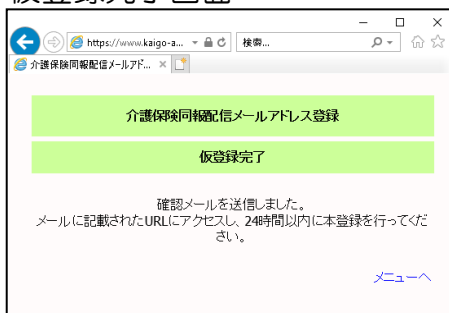 仮登録完了画面
https://www.kaigo-a...
検索...
介護保険同報配信メールアド...
介護保険同報配信メールアドレス登録
仮登録完了
確認メールを送信しました。
メールに記載されたURLにアクセスし、24時間以内に本登録を行ってくだ
さい。
メニューへ